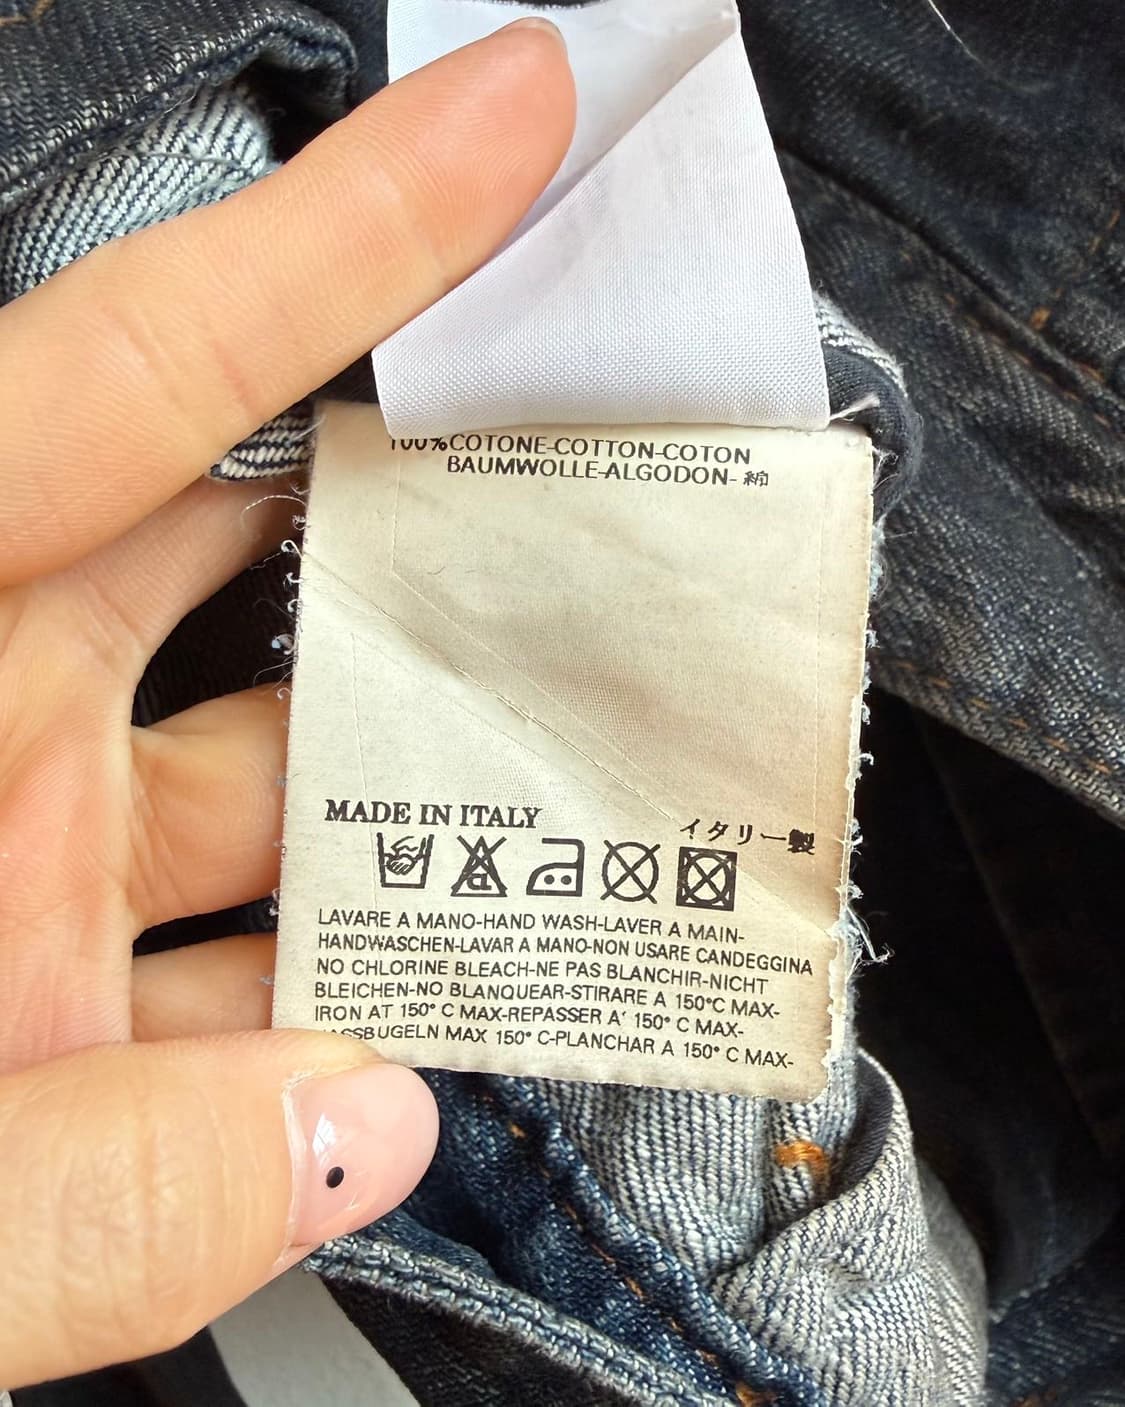 100% COTONE-COTTON-COTON
BAUMWOLLE-ALGODON- 綿
MADE IN ITALY
イタリー製
LAVARE A MANO-HAND WASH-LAVER A MAIN-
HANDWASCHEN-LAVAR A MANO-NON USARE CANDEGGINA
NO CHLORINE BLEACH-NE PAS BLANCHIR-NICHT
BLEICHEN-NO BLANQUEAR-STIRARE A 150°C MAX-
IRON AT 150° C MAX-REPASSER A' 150° C MAX-
MAX 150° C-PLANCHAR A 150° C MAX-